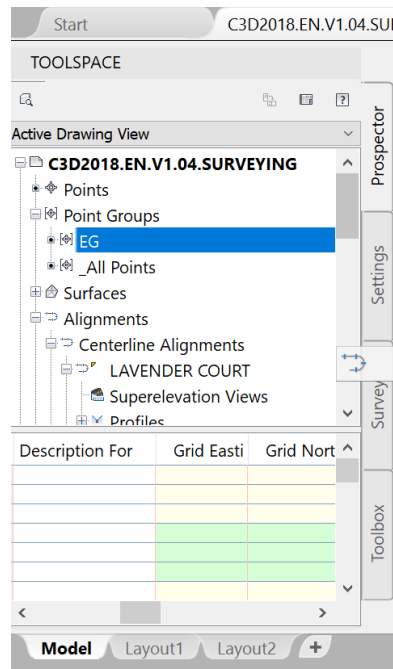 Start C3D2018.EN.V1.04.SU
TOOLSPACE
Active Drawing View
C3D2018.EN.V1.04.SURVEYING
Points
Point Groups
EG
_All Points
Surfaces
Alignments
Centerline Alignments
LAVENDER COURT
Superelevation Views
Profiles
Description For Grid Easti Grid Nort
Model Layout1 Layout2 +
Prospector
Settings
Survey
Toolbox